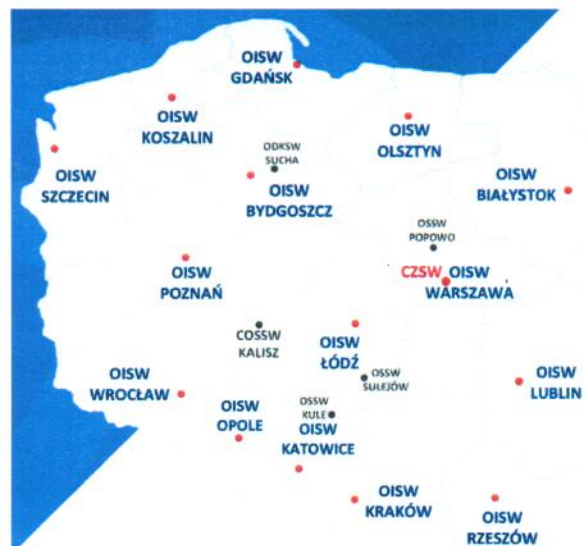 OISW
GDAŃSK
OISW
KOSZALIN
OISW
OLSZTYN
ODKSW
SUCHA
OISW
SZCZECIN
OISW
BYDGOSZCZ
OISW
BIAŁYSTOK
OSSW
POPOWO
OISW
POZNAŃ
CZSW OISW
WARSZAWA
COSSW
KALISZ
OISW
ŁÓDŹ
OISW
WROCŁAW
OSSW
SULEJÓW
OISW
LUBLIN
OISW
OPOLE
OSSW
KULE
OISW
KATOWICE
OISW
KRAKÓW
OISW
RZESZÓW